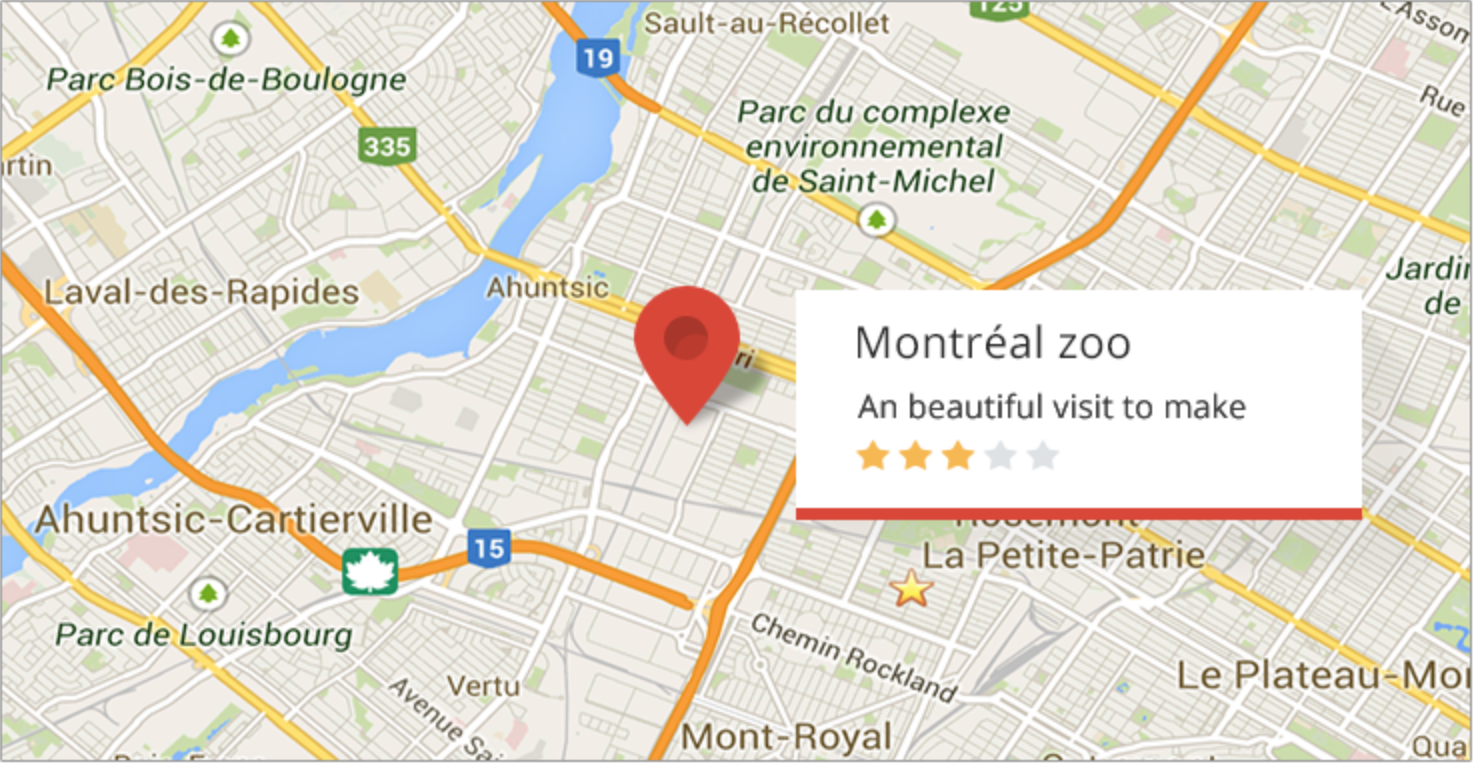 Sault-au-Récollet
125
L'Assom
19
Parc Bois-de-Boulogne
Rue
Parc du complexe
environnemental
de Saint-Michel
335
rtin
Jardin
de
Laval-des-Rapides
Ahuntsic
ri
Montréal zoo
An beautiful visit to make
Ahuntsic-Cartierville
Rosemont
La Petite-Patrie
15
Parc de Louisbourg
Chemin Rockland
Le Plateau-Mo
Vertu
Avenue Sai
Mont-Royal
Qua